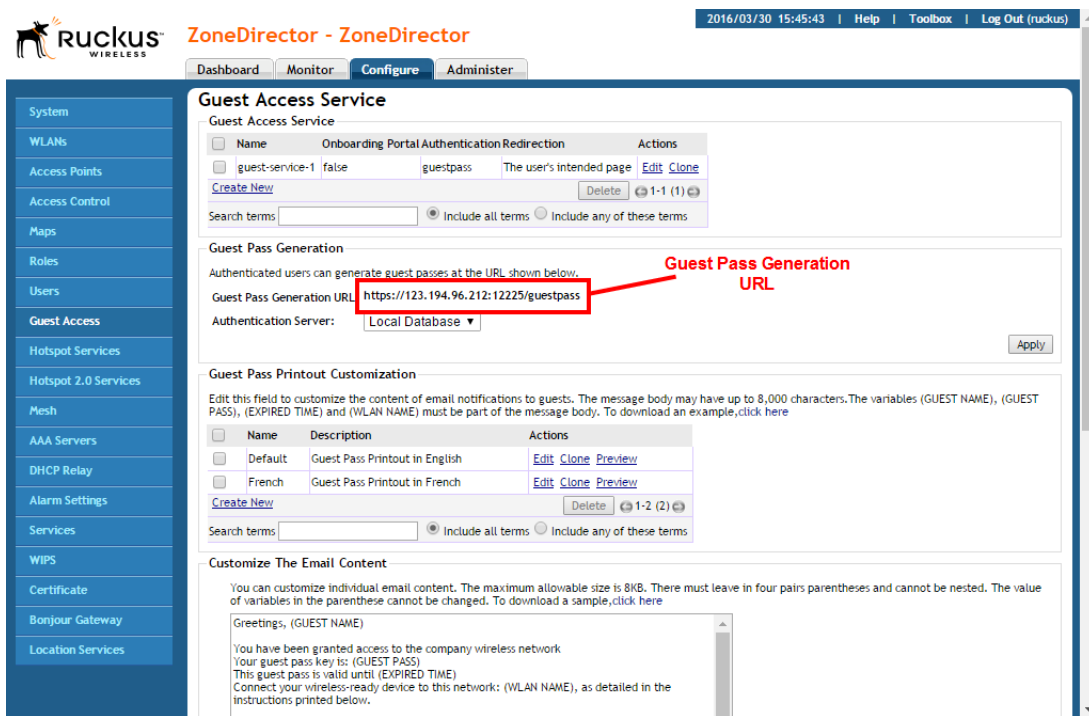 2016/03/30 15:45:43 | Help | Toolbox | Log Out (ruckus)
Ruckus
WIRELESS
ZoneDirector - ZoneDirector
Dashboard Monitor Configure Administer
System
WLANs
Access Points
Access Control
Maps
Roles
Users
Guest Access
Hotspot Services
Hotspot 2.0 Services
Mesh
AAA Servers
DHCP Relay
Alarm Settings
Services
WIPS
Certificate
Bonjour Gateway
Location Services
Guest Access Service
Guest Access Service
Name Onboarding Portal Authentication Redirection Actions
guest-service-1 false guestpass The user's intended page Edit Clone
Create New Delete 1-1 (1)
Search terms Include all terms Include any of these terms
Guest Pass Generation
Authenticated users can generate guest passes at the URL shown below.
Guest Pass Generation URL https://123.194.96.212:12225/guestpass
Guest Pass Generation
URL
Authentication Server: Local Database
Apply
Guest Pass Printout Customization
Edit this field to customize the content of email notifications to guests. The message body may have up to 8,000 characters.The variables (GUEST NAME), (GUEST
PASS), (EXPIRED TIME) and (WLAN NAME) must be part of the message body. To download an example,click here
Name Description Actions
Default Guest Pass Printout in English Edit Clone Preview
French Guest Pass Printout in French Edit Clone Preview
Create New Delete 1-2 (2)
Search terms Include all terms Include any of these terms
Customize The Email Content
You can customize individual email content. The maximum allowable size is 8KB. There must leave in four pairs parentheses and cannot be nested. The value
of variables in the parenthese cannot be changed. To download a sample,click here
Greetings, (GUEST NAME)
You have been granted access to the company wireless network
Your guest pass key is: (GUEST PASS)
This guest pass is valid until (EXPIRED TIME)
Connect your wireless-ready device to this network: (WLAN NAME), as detailed in the
instructions printed below.